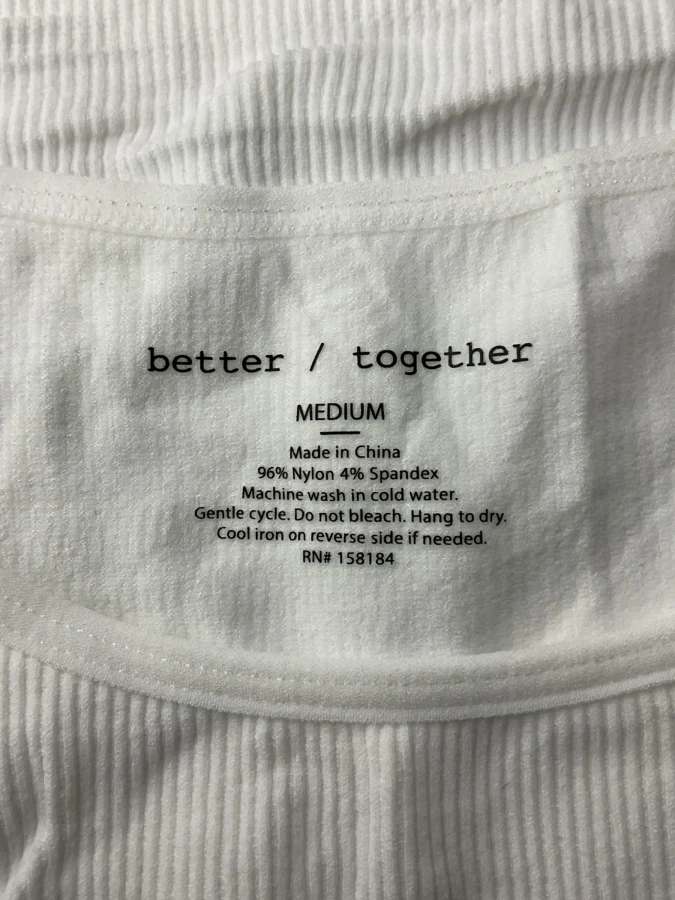 better / together
MEDIUM
Made in China
96% Nylon 4% Spandex
Machine wash in cold water.
Gentle cycle. Do not bleach. Hang to dry.
Cool iron on reverse side if needed.
RN# 158184